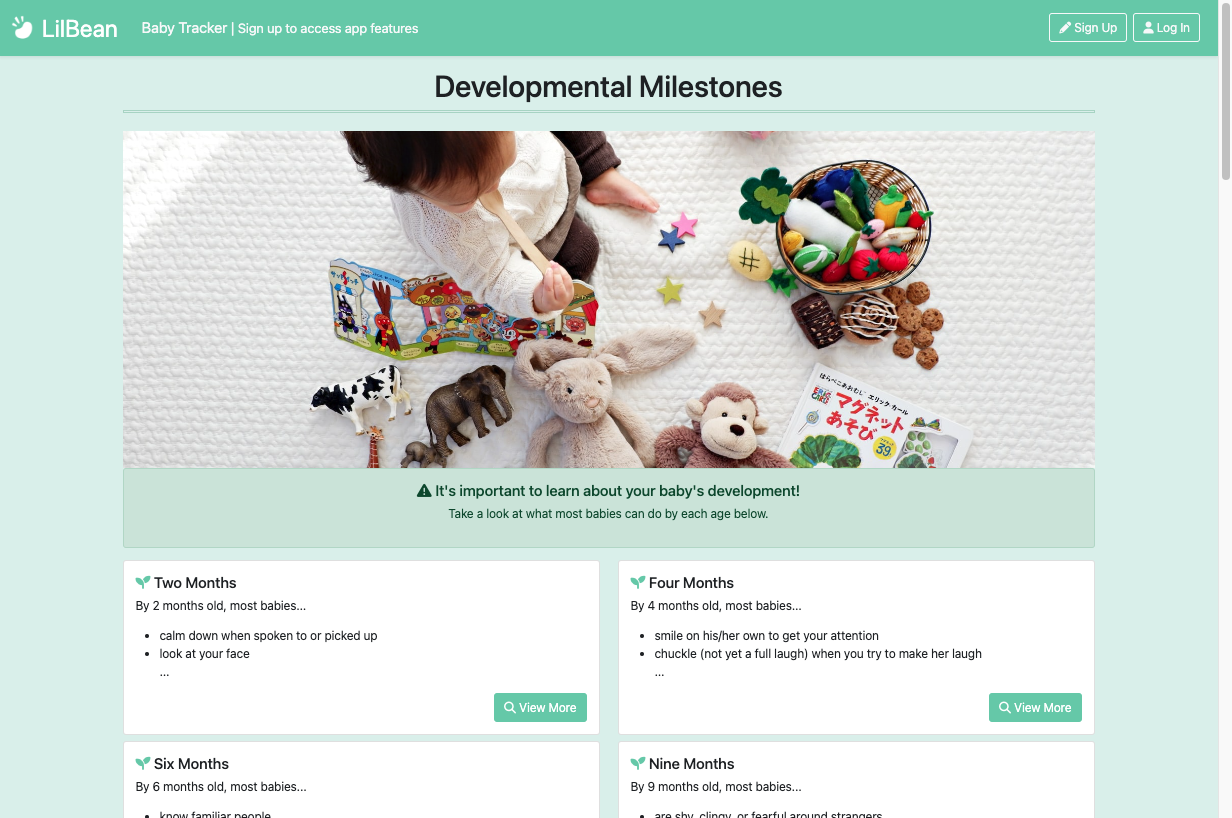 LilBean
Baby Tracker | Sign up to access app features
Sign Up
Log In
Developmental Milestones
はらぺこあおむし エリック カール
マグネット
あそび
39
It's important to learn about your baby's development!
Take a look at what most babies can do by each age below.
Two Months
By 2 months old, most babies...
calm down when spoken to or picked up
look at your face
...
View More
Four Months
By 4 months old, most babies...
smile on his/her own to get your attention
chuckle (not yet a full laugh) when you try to make her laugh
...
View More
Six Months
By 6 months old, most babies...
know familiar people
Nine Months
By 9 months old, most babies...
are shy, clingy, or fearful around strangers